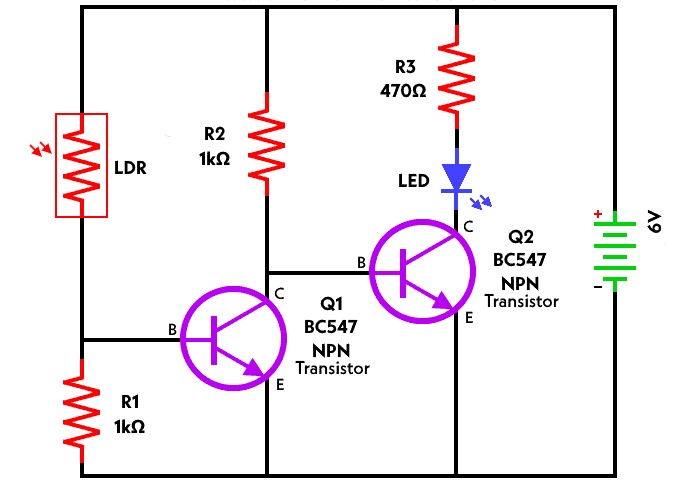 R3
470Ω
R2
1kΩ
LDR
LED
C
B
E
Q2
BC547
NPN
Transistor
+
6V
-
C
B
E
Q1
BC547
NPN
Transistor
R1
1kΩ